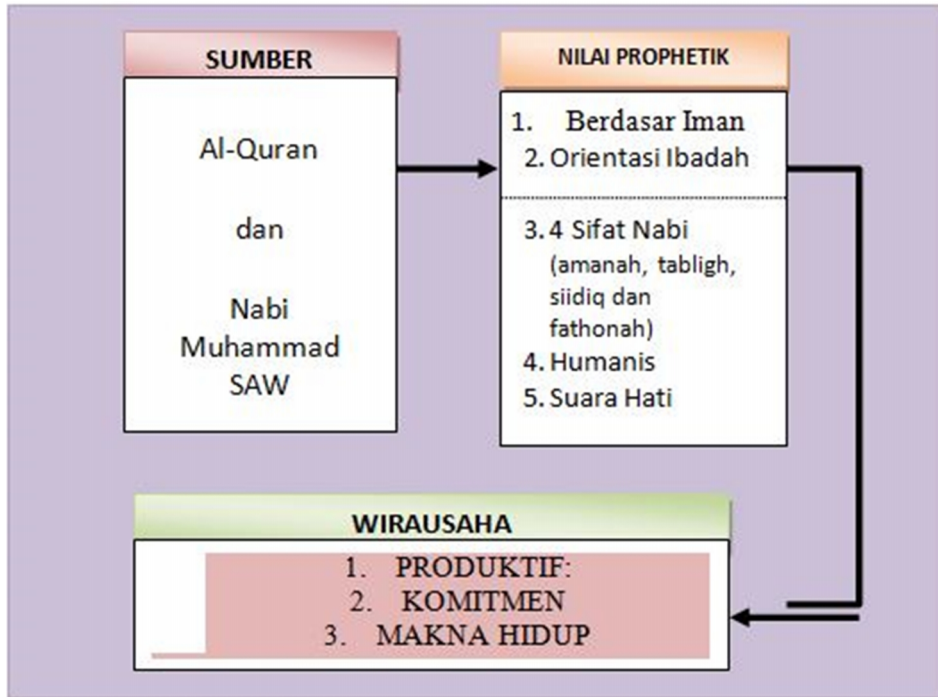 SUMBER
Al-Quran
dan
Nabi
Muhammad
SAW
NILAI PROPHETIK
1. Berdasar Iman
2. Orientasi Ibadah
3. 4 Sifat Nabi
(amanah, tabligh,
siidiq dan
fathonah)
4. Humanis
5. Suara Hati
WIRAUSAHA
1. PRODUKTIF:
2. KOMITMEN
3. MAKNA HIDUP